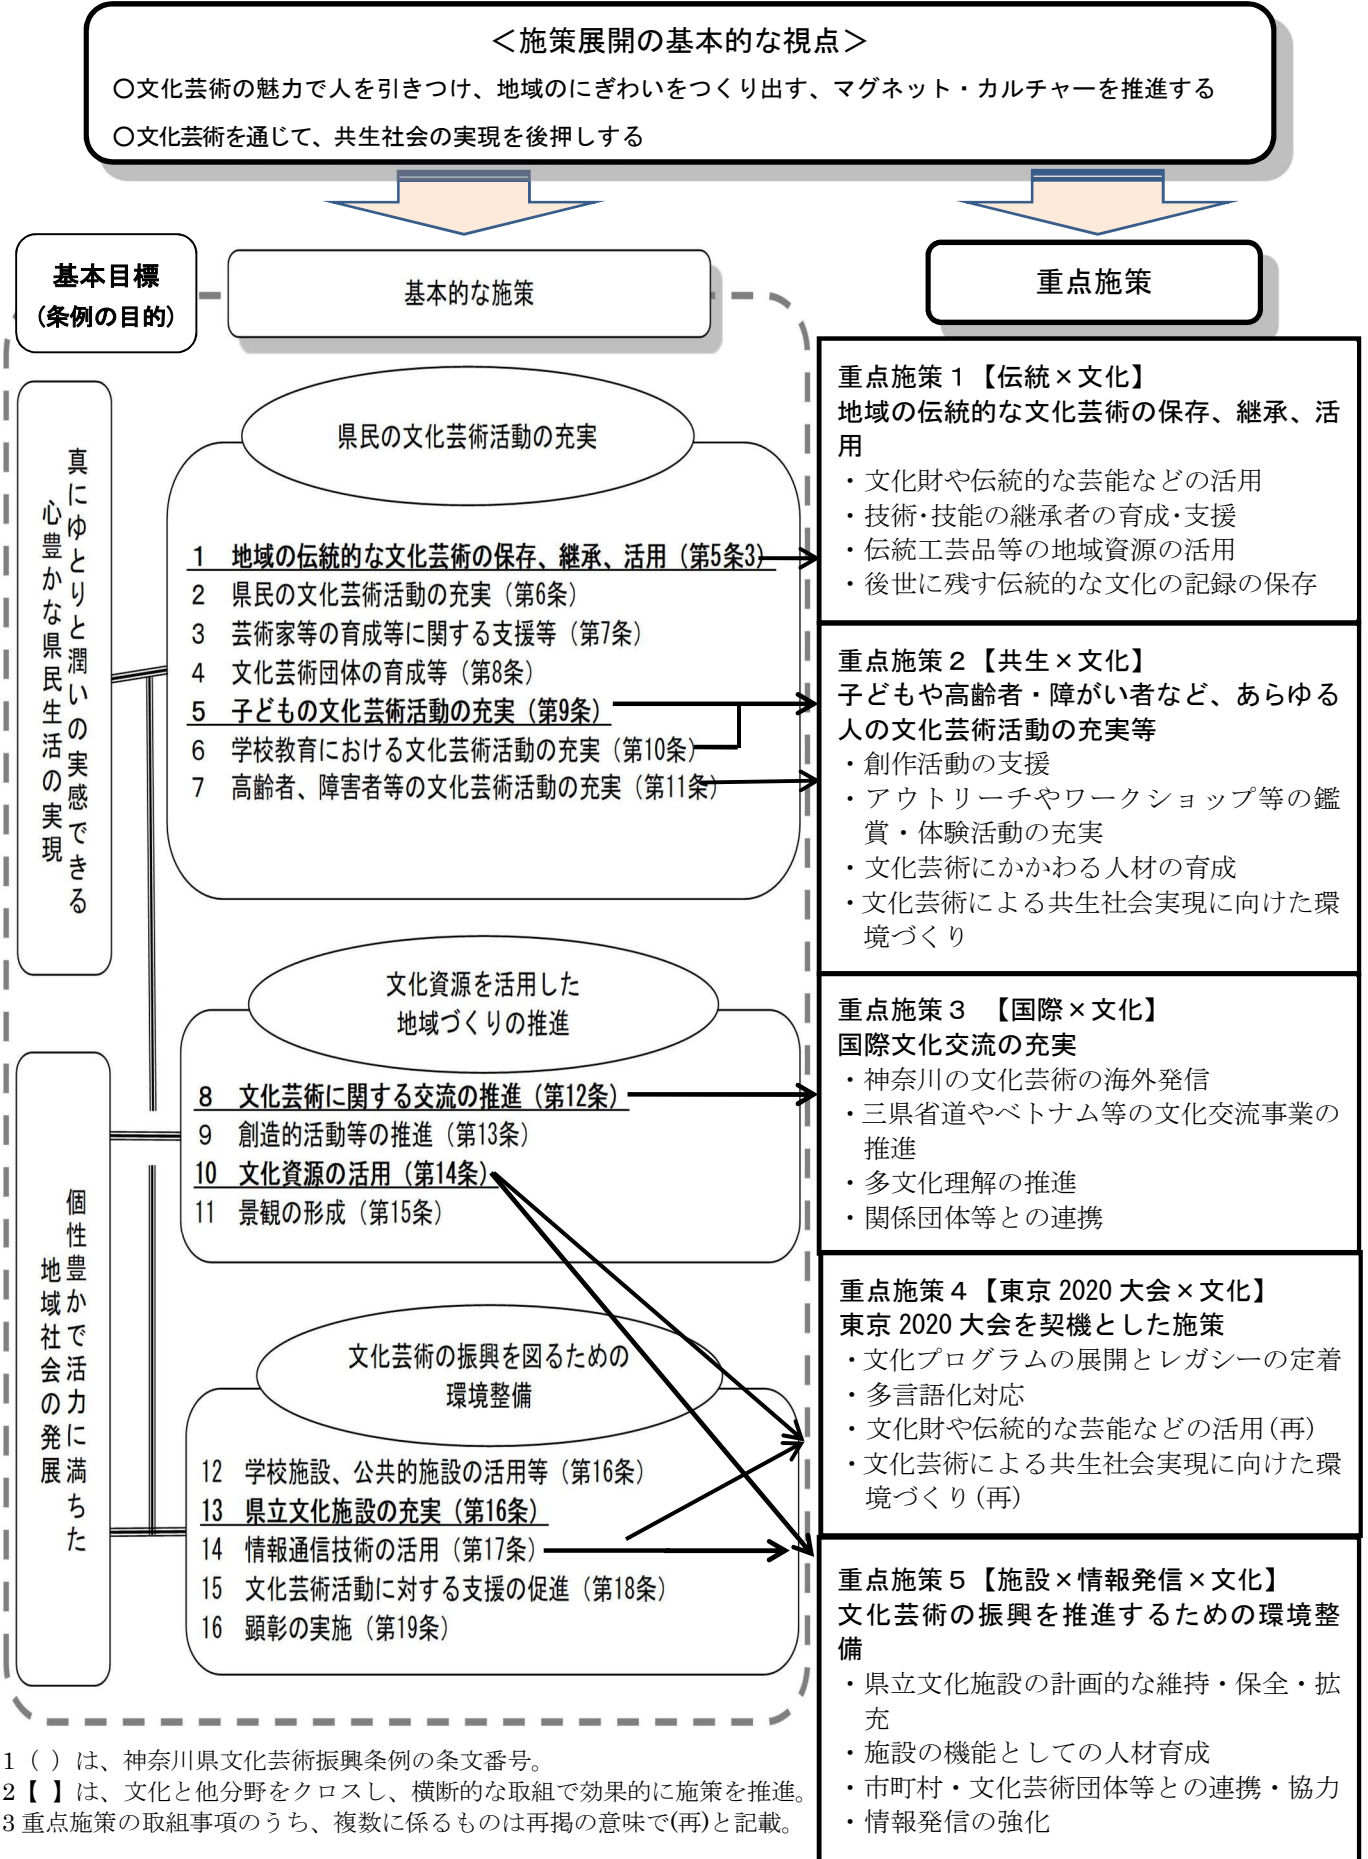 ＜施策展開の基本的な視点＞
○文化芸術の魅力で人を引きつけ、地域のにぎわいをつくり出す、マグネット・カルチャーを推進する
○文化芸術を通じて、共生社会の実現を後押しする
基本目標
（条例の目的）
基本的な施策
重点施策
真にゆとりと潤いの実感できる
心豊かな県民生活の実現
県民の文化芸術活動の充実
1 地域の伝統的な文化芸術の保存、継承、活用（第5条3）
2 県民の文化芸術活動の充実（第6条）
3 芸術家等の育成等に関する支援等（第7条）
4 文化芸術団体の育成等（第8条）
5 子どもの文化芸術活動の充実（第9条）
6 学校教育における文化芸術活動の充実（第10条）
7 高齢者、障害者等の文化芸術活動の充実（第11条）
個性豊かで活力に満ちた
地域社会の発展
文化資源を活用した
地域づくりの推進
8 文化芸術に関する交流の推進（第12条）
9 創造的活動等の推進（第13条）
10 文化資源の活用（第14条）
11 景観の形成（第15条）
文化芸術の振興を図るための
環境整備
12 学校施設、公共的施設の活用等（第16条）
13 県立文化施設の充実（第16条）
14 情報通信技術の活用（第17条）
15 文化芸術活動に対する支援の促進（第18条）
16 顕彰の実施（第19条）
重点施策１【伝統×文化】
地域の伝統的な文化芸術の保存、継承、活
用
・文化財や伝統的な芸能などの活用
・技術･技能の継承者の育成･支援
・伝統工芸品等の地域資源の活用
・後世に残す伝統的な文化の記録の保存
重点施策２【共生×文化】
子どもや高齢者・障がい者など、あらゆる
人の文化芸術活動の充実等
・創作活動の支援
・アウトリーチやワークショップ等の鑑
賞・体験活動の充実
・文化芸術にかかわる人材の育成
・文化芸術による共生社会実現に向けた環
境づくり
重点施策３ 【国際×文化】
国際文化交流の充実
・神奈川の文化芸術の海外発信
・三県省道やベトナム等の文化交流事業の
推進
・多文化理解の推進
・関係団体等との連携
重点施策４【東京 2020 大会×文化】
東京 2020 大会を契機とした施策
・文化プログラムの展開とレガシーの定着
・多言語化対応
・文化財や伝統的な芸能などの活用(再)
・文化芸術による共生社会実現に向けた環
境づくり(再)
重点施策５【施設×情報発信×文化】
文化芸術の振興を推進するための環境整
備
・県立文化施設の計画的な維持・保全・拡
充
・施設の機能としての人材育成
・市町村・文化芸術団体等との連携・協力
・情報発信の強化
1（ ）は、神奈川県文化芸術振興条例の条文番号。
2【 】は、文化と他分野をクロスし、横断的な取組で効果的に施策を推進。
3 重点施策の取組事項のうち、複数に係るものは再掲の意味で(再)と記載。